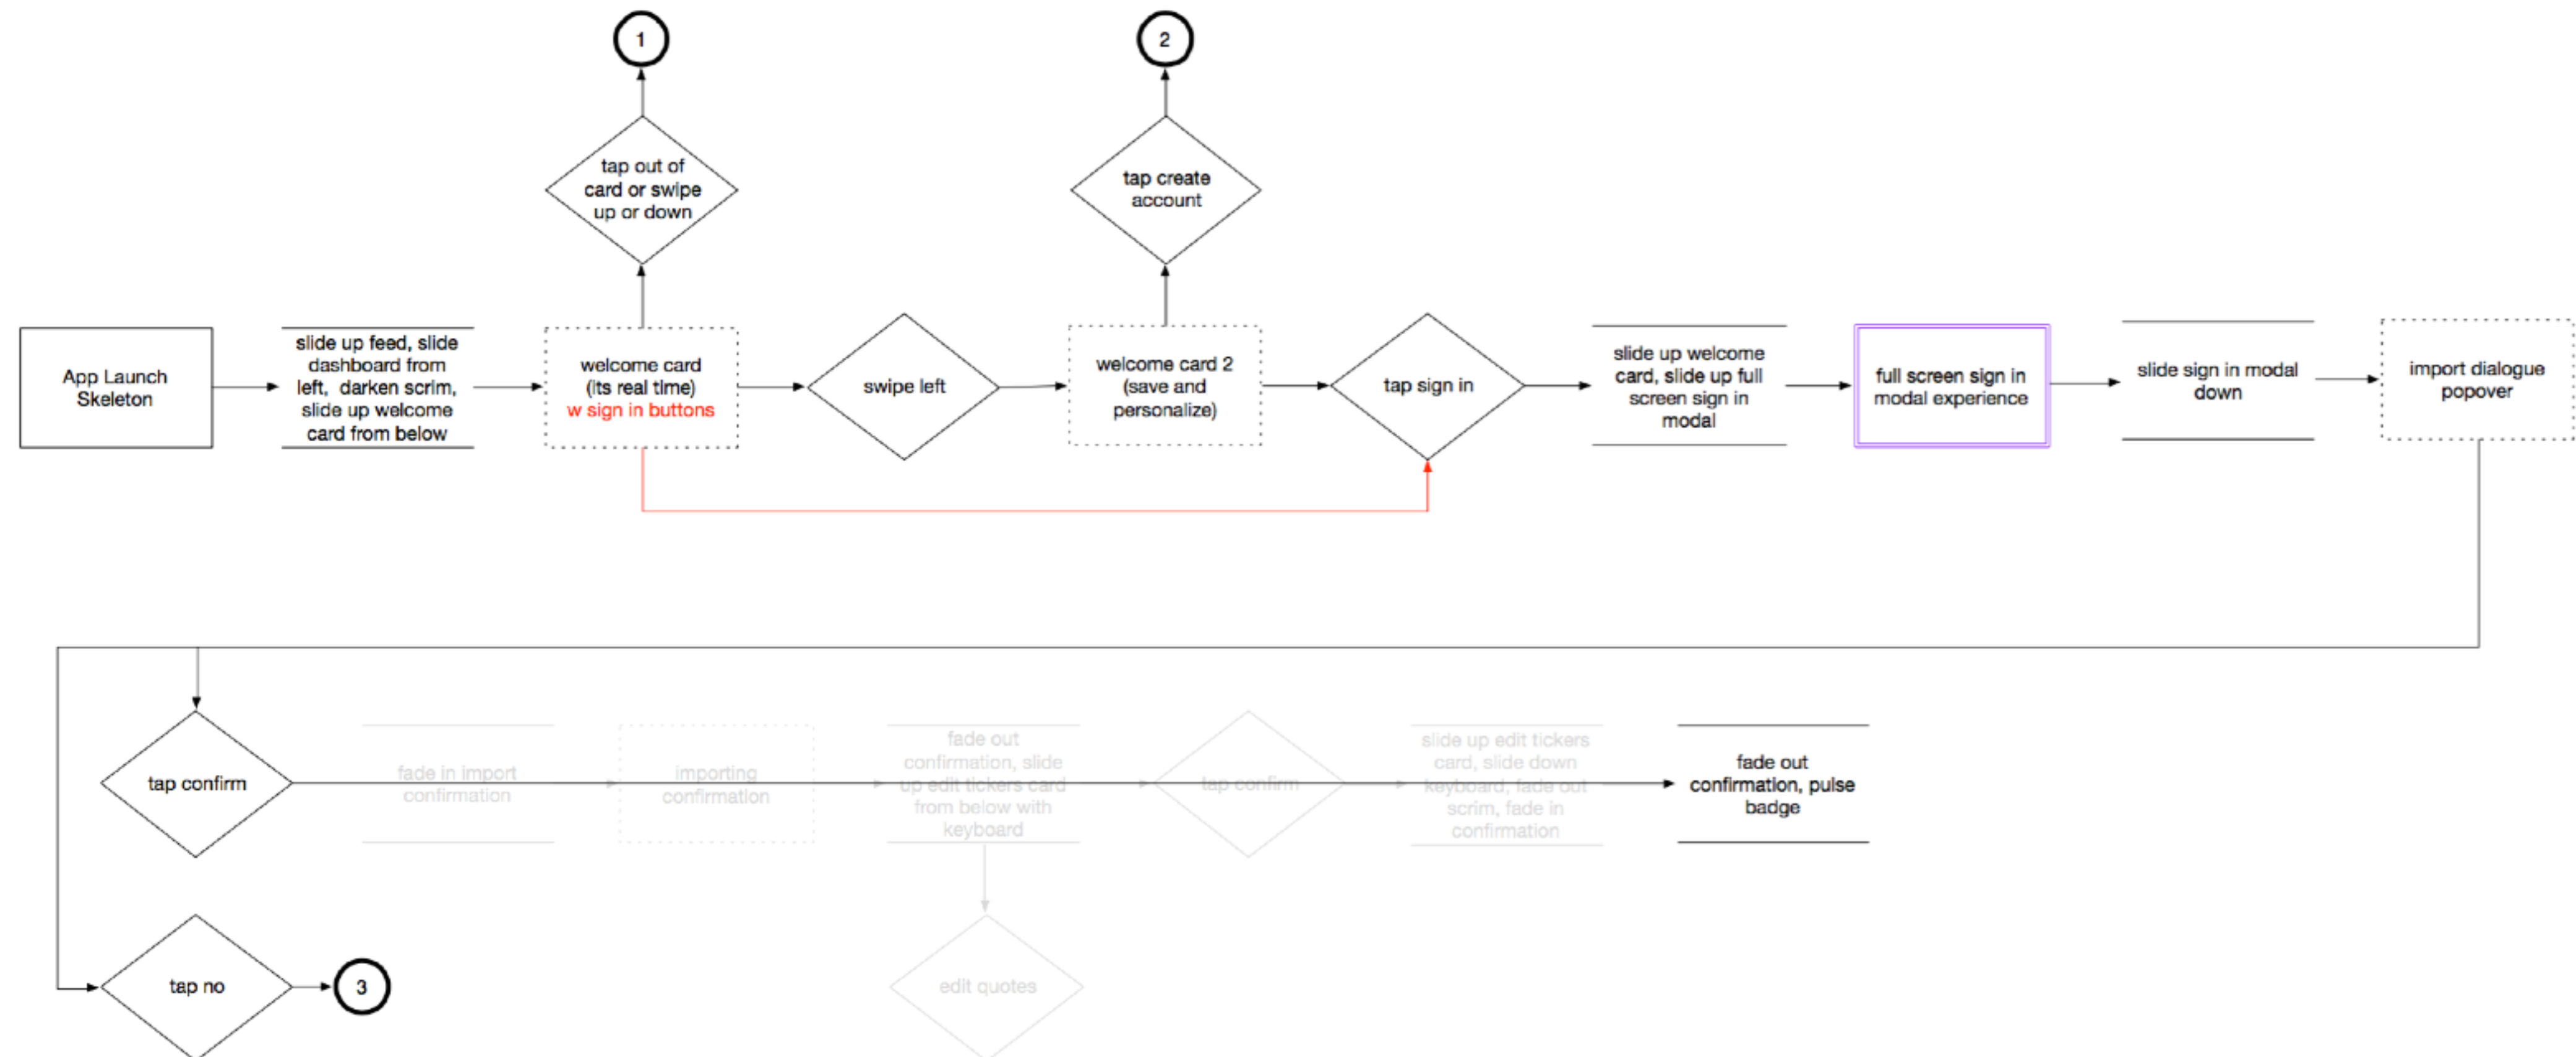 1
2
tap out of
card or swipe
up or down
tap create
account
App Launch
Skeleton
slide up feed, slide
dashboard from
left, darken scrim,
slide up welcome
card from below
welcome card
(its real time)
w sign in buttons
swipe left
welcome card 2
(save and
personalize)
tap sign in
slide up welcome
card, slide up full
screen sign in
modal
full screen sign in
modal experience
slide sign in modal
down
import dialogue
popover
tap confirm
fade in import
confirmation
importing
confirmation
fade out
confirmation, slide
up edit tickers card
from below with
keyboard
tap confirm
slide up edit tickers
card, slide down
keyboard, fade out
scrim, fade in
confirmation
fade out
confirmation, pulse
badge
tap no
3
edit quotes